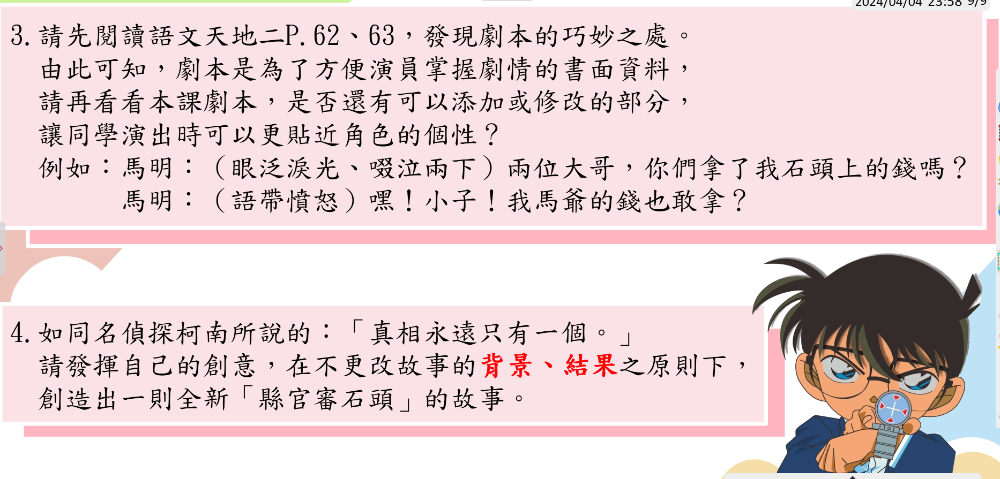 2024/04/04 23:58 9/9
3.請先閱讀語文天地二P.62、63，發現劇本的巧妙之處。
由此可知，劇本是為了方便演員掌握劇情的書面資料，
請再看看本課劇本，是否還有可以添加或修改的部分，
讓同學演出時可以更貼近角色的個性？
例如：馬明：（眼泛淚光、啜泣兩下）兩位大哥，你們拿了我石頭上的錢嗎？
馬明：（語帶憤怒）嘿！小子！我馬爺的錢也敢拿？
4.如同名偵探柯南所說的：「真相永遠只有一個。」
請發揮自己的創意，在不更改故事的背景、結果之原則下，
創造出一則全新「縣官審石頭」的故事。